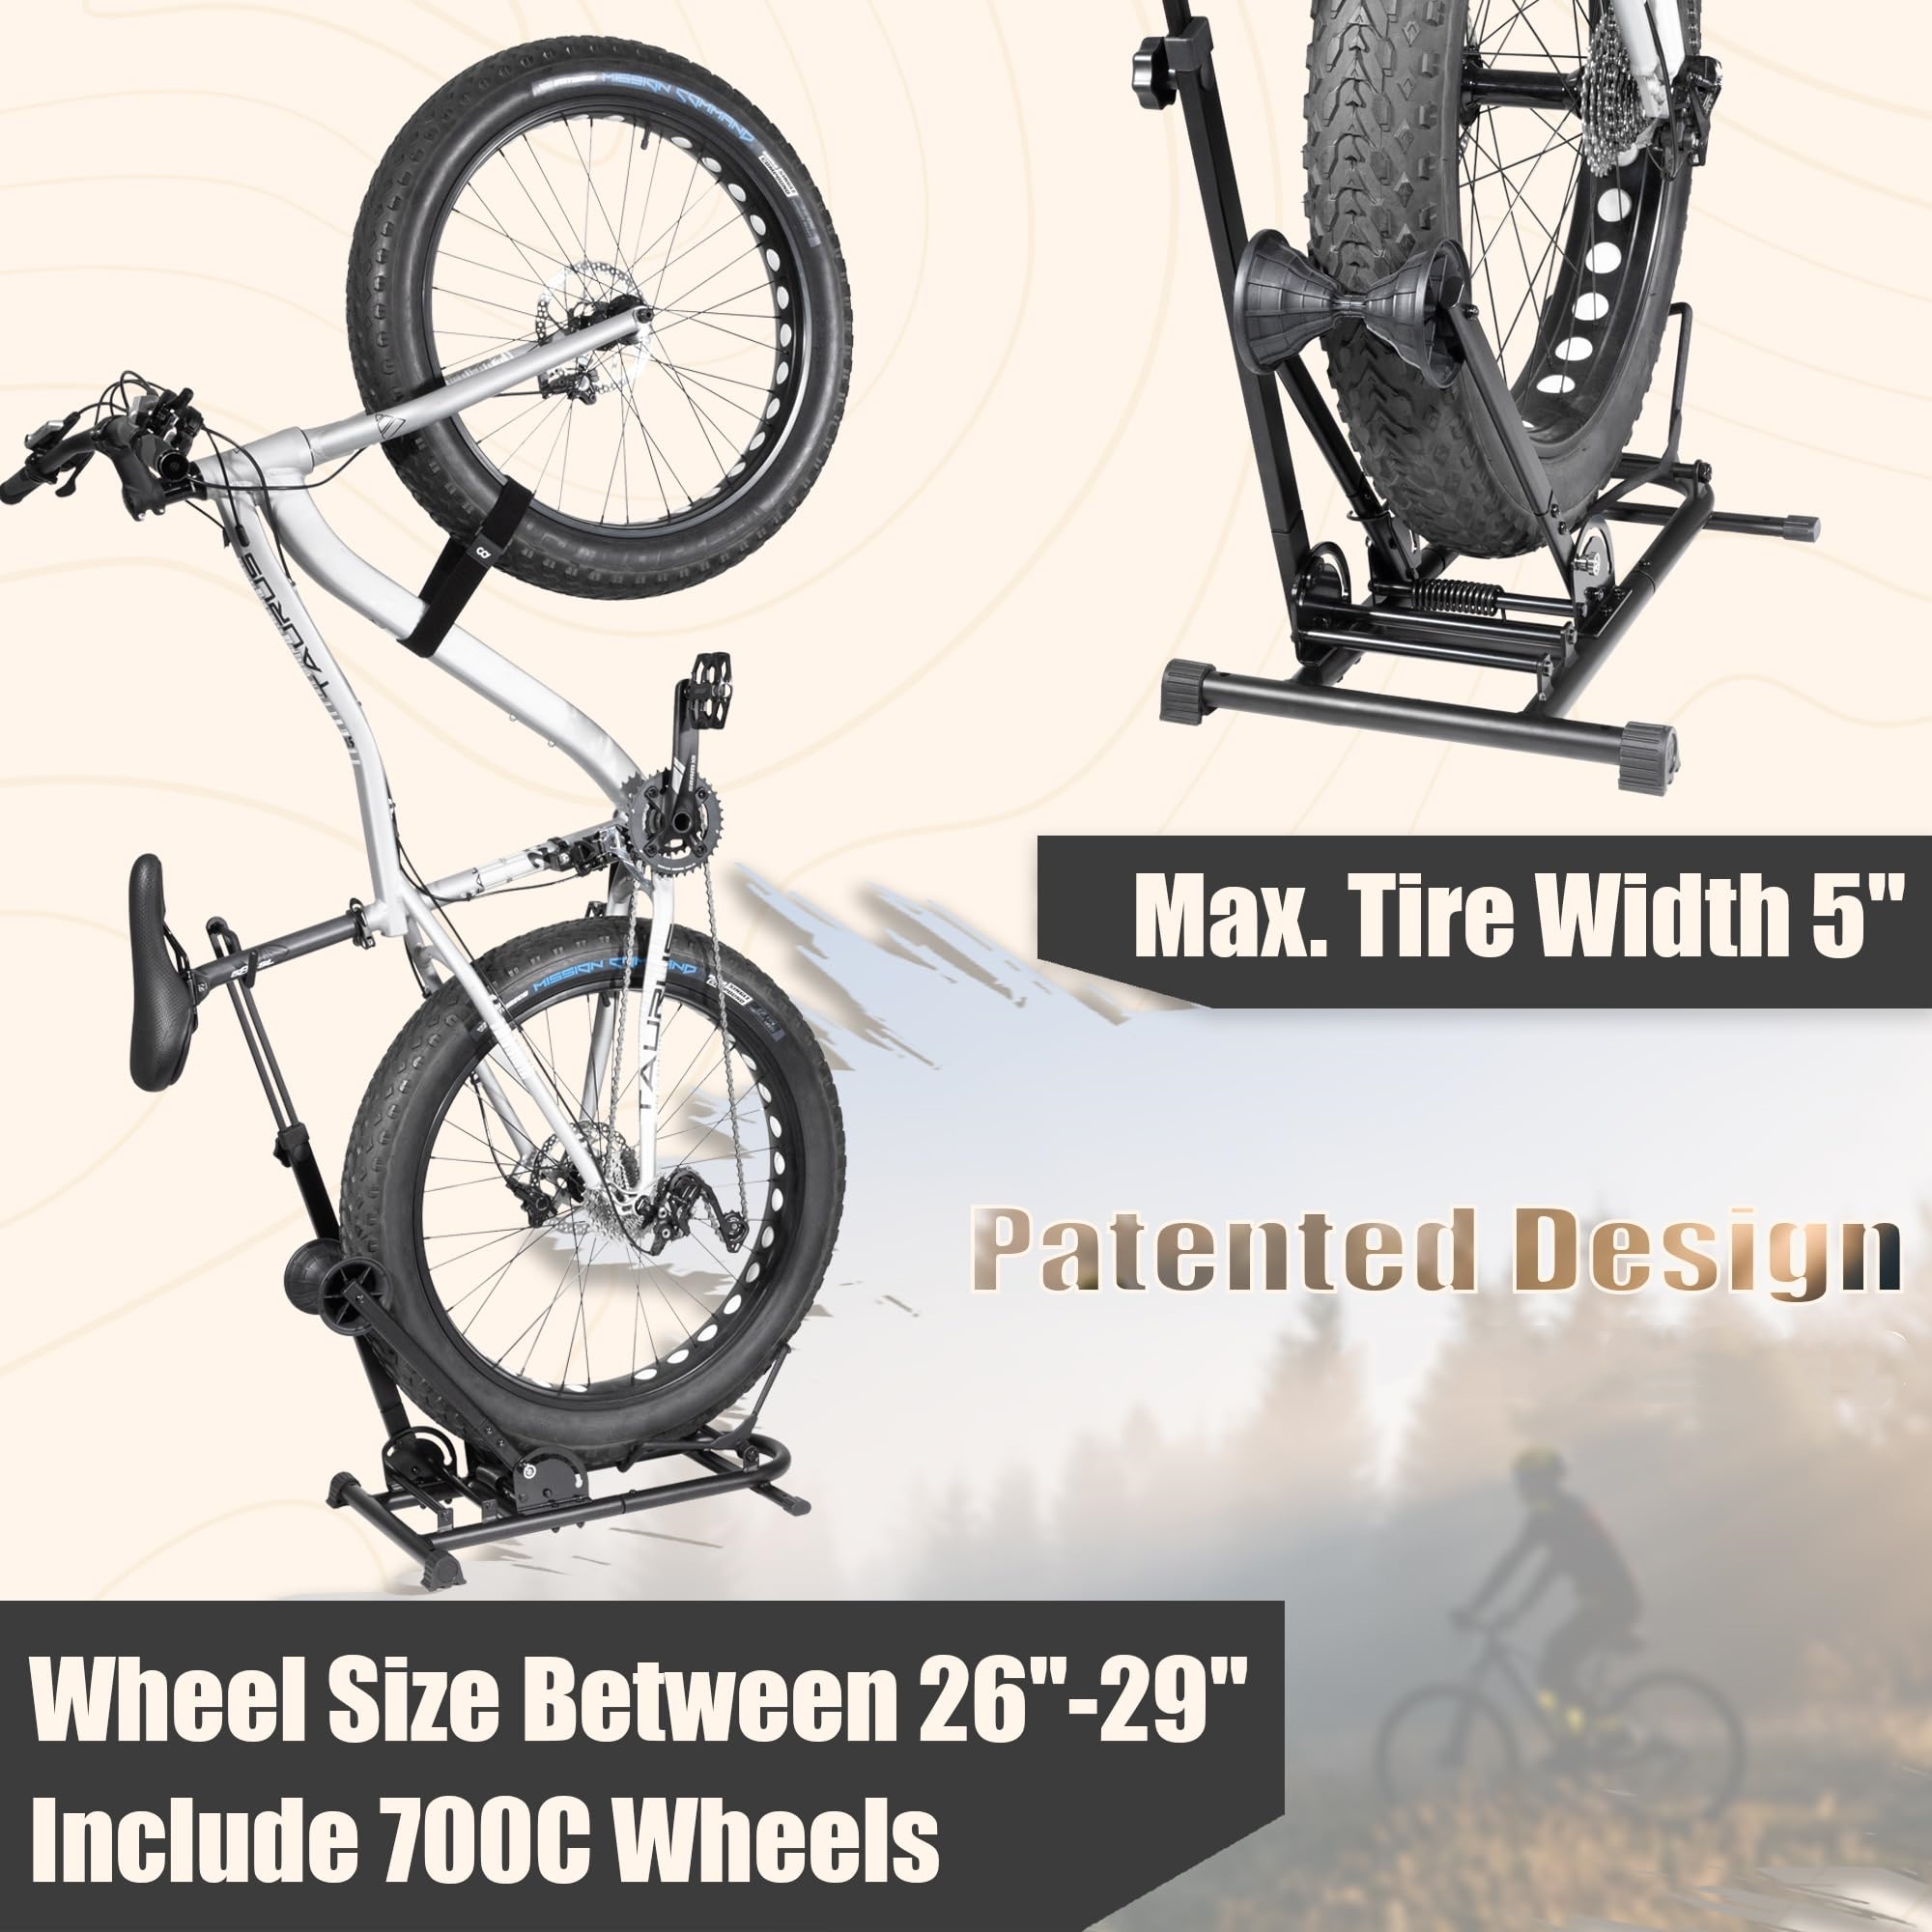 MISSION COMMAND
TAURUS
MISSION COMMAND
TAURUS
Max. Tire Width 5"
Patented Design
Wheel Size Between 26"-29"
Include 700C Wheels